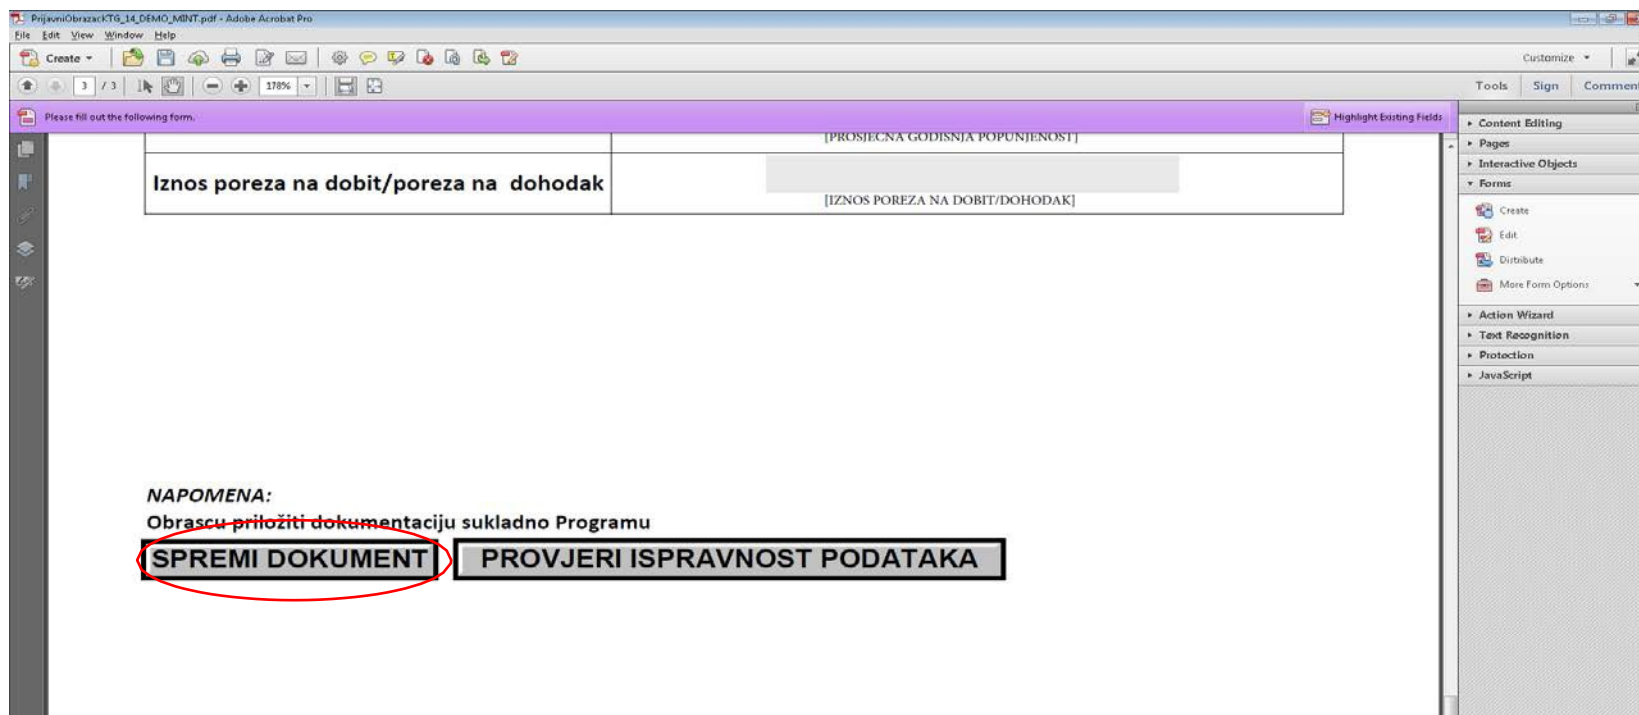 PrijavniObrazacKTG_14_DEMO_MINT.pdf - Adobe Acrobat Pro
File Edit View Window Help
Create
Customize
3 / 3 178%
Tools Sign Comment
Please fill out the following form.
Highlight Existing Fields
[PROSJEČNA GODIŠNJA POPUNJENOST]
Iznos poreza na dobit/poreza na dohodak
[IZNOS POREZA NA DOBIT/DOHODAK]
NAPOMENA:
Obrascu priložiti dokumentaciju sukladno Programu
SPREMI DOKUMENT
PROVJERI ISPRAVNOST PODATAKA
Content Editing
Pages
Interactive Objects
Forms
Create
Edit
Distribute
More Form Options
Action Wizard
Text Recognition
Protection
JavaScript